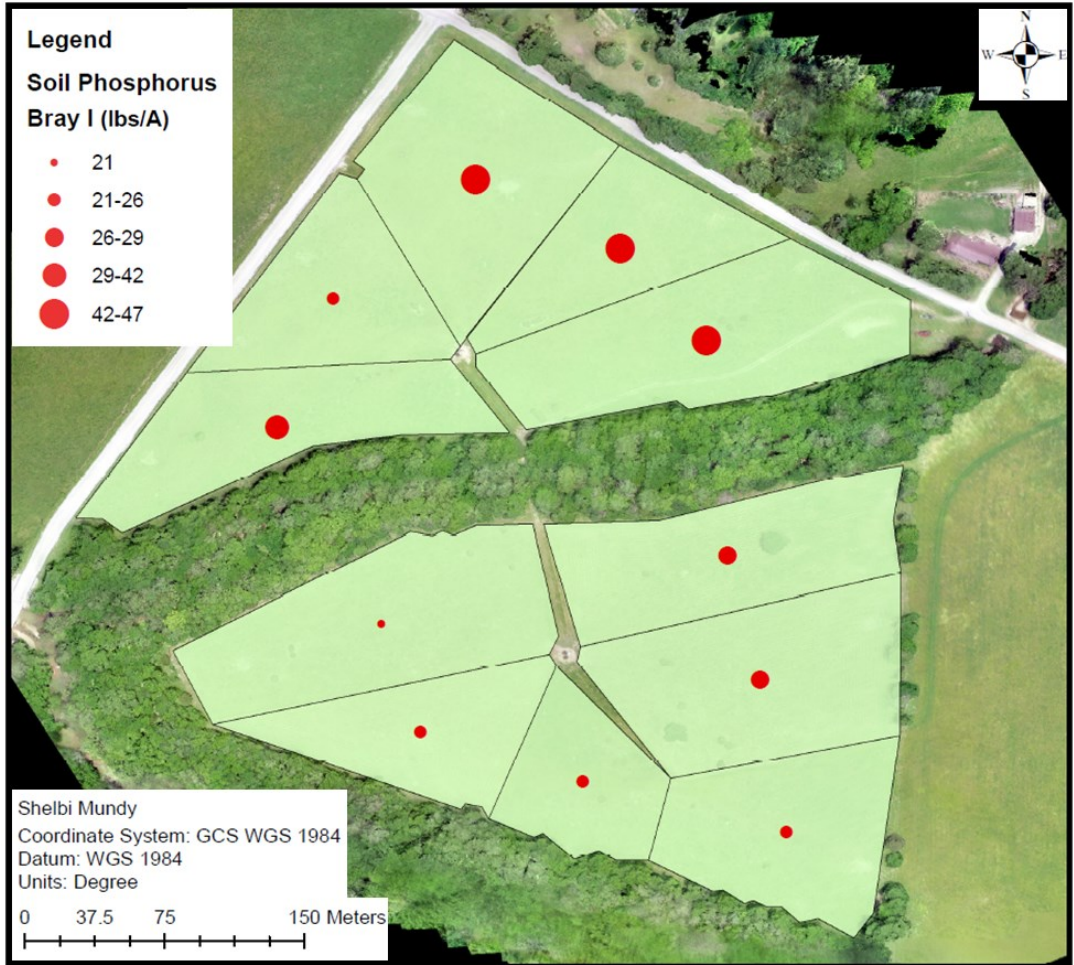 Legend
Soil Phosphorus
Bray I (lbs/A)
21
21-26
26-29
29-42
42-47
N
W E
S
Shelbi Mundy
Coordinate System: GCS WGS 1984
Datum: WGS 1984
Units: Degree
0 37.5 75 150 Meters